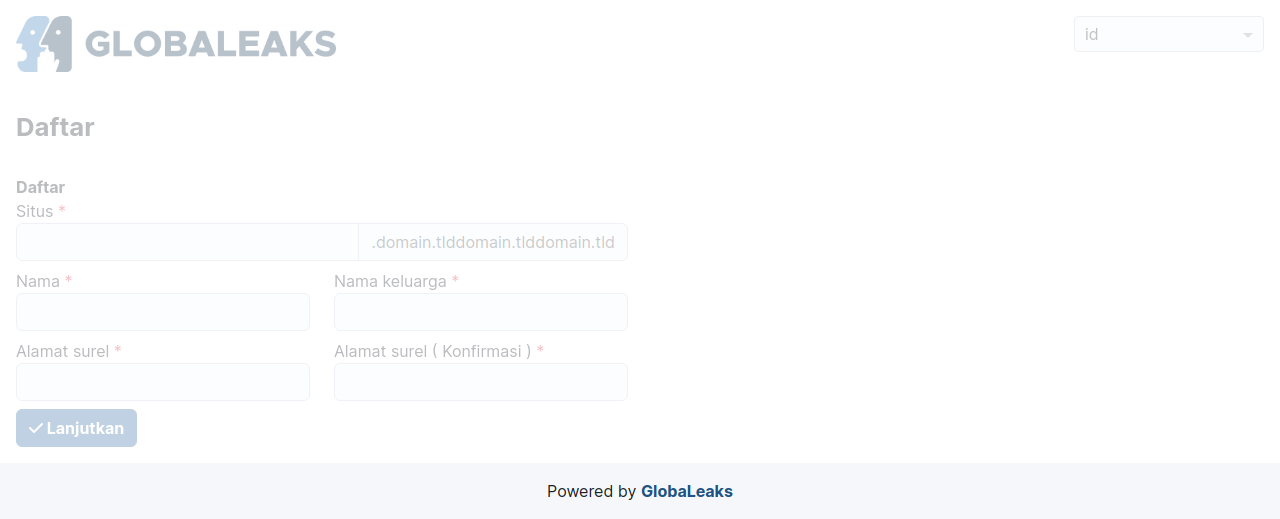 GLOBALEAKS
id
Daftar
Daftar
Situs *
.domain.tlddomain.tlddomain.tld
Nama *
Nama keluarga *
Alamat surel *
Alamat surel ( Konfirmasi ) *
Lanjutkan
Powered by GlobaLeaks